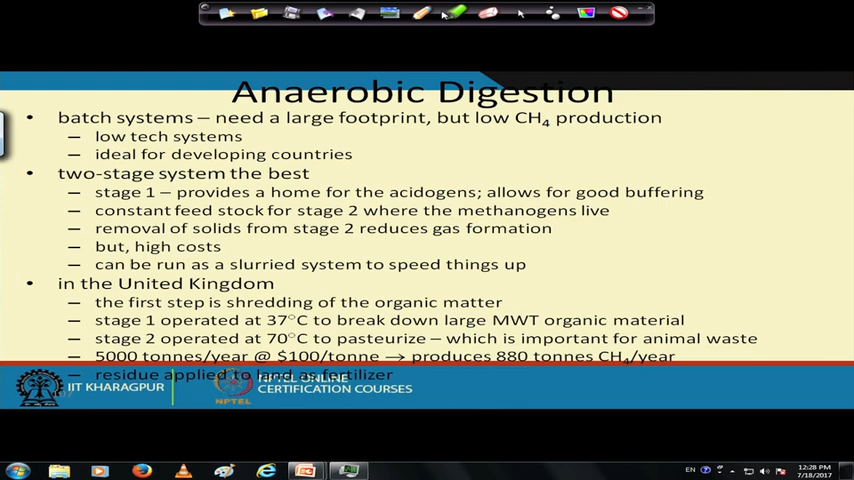 Anaerobic Digestion
• batch systems – need a large footprint, but low CH₄ production
– low tech systems
– ideal for developing countries
• two-stage system the best
– stage 1 – provides a home for the acidogens; allows for good buffering
– constant feed stock for stage 2 where the methanogens live
– removal of solids from stage 2 reduces gas formation
– but, high costs
– can be run as a slurried system to speed things up
• in the United Kingdom
– the first step is shredding of the organic matter
– stage 1 operated at 37°C to break down large MWT organic material
– stage 2 operated at 70°C to pasteurize – which is important for animal waste
– 5000 tonnes/year @ $100/tonne → produces 880 tonnes CH₄/year
– residue applied to land as fertilizer
IIT KHARAGPUR
NPTEL ONLINE
CERTIFICATION COURSES
NPTEL
EN
12:28 PM
7/18/2017